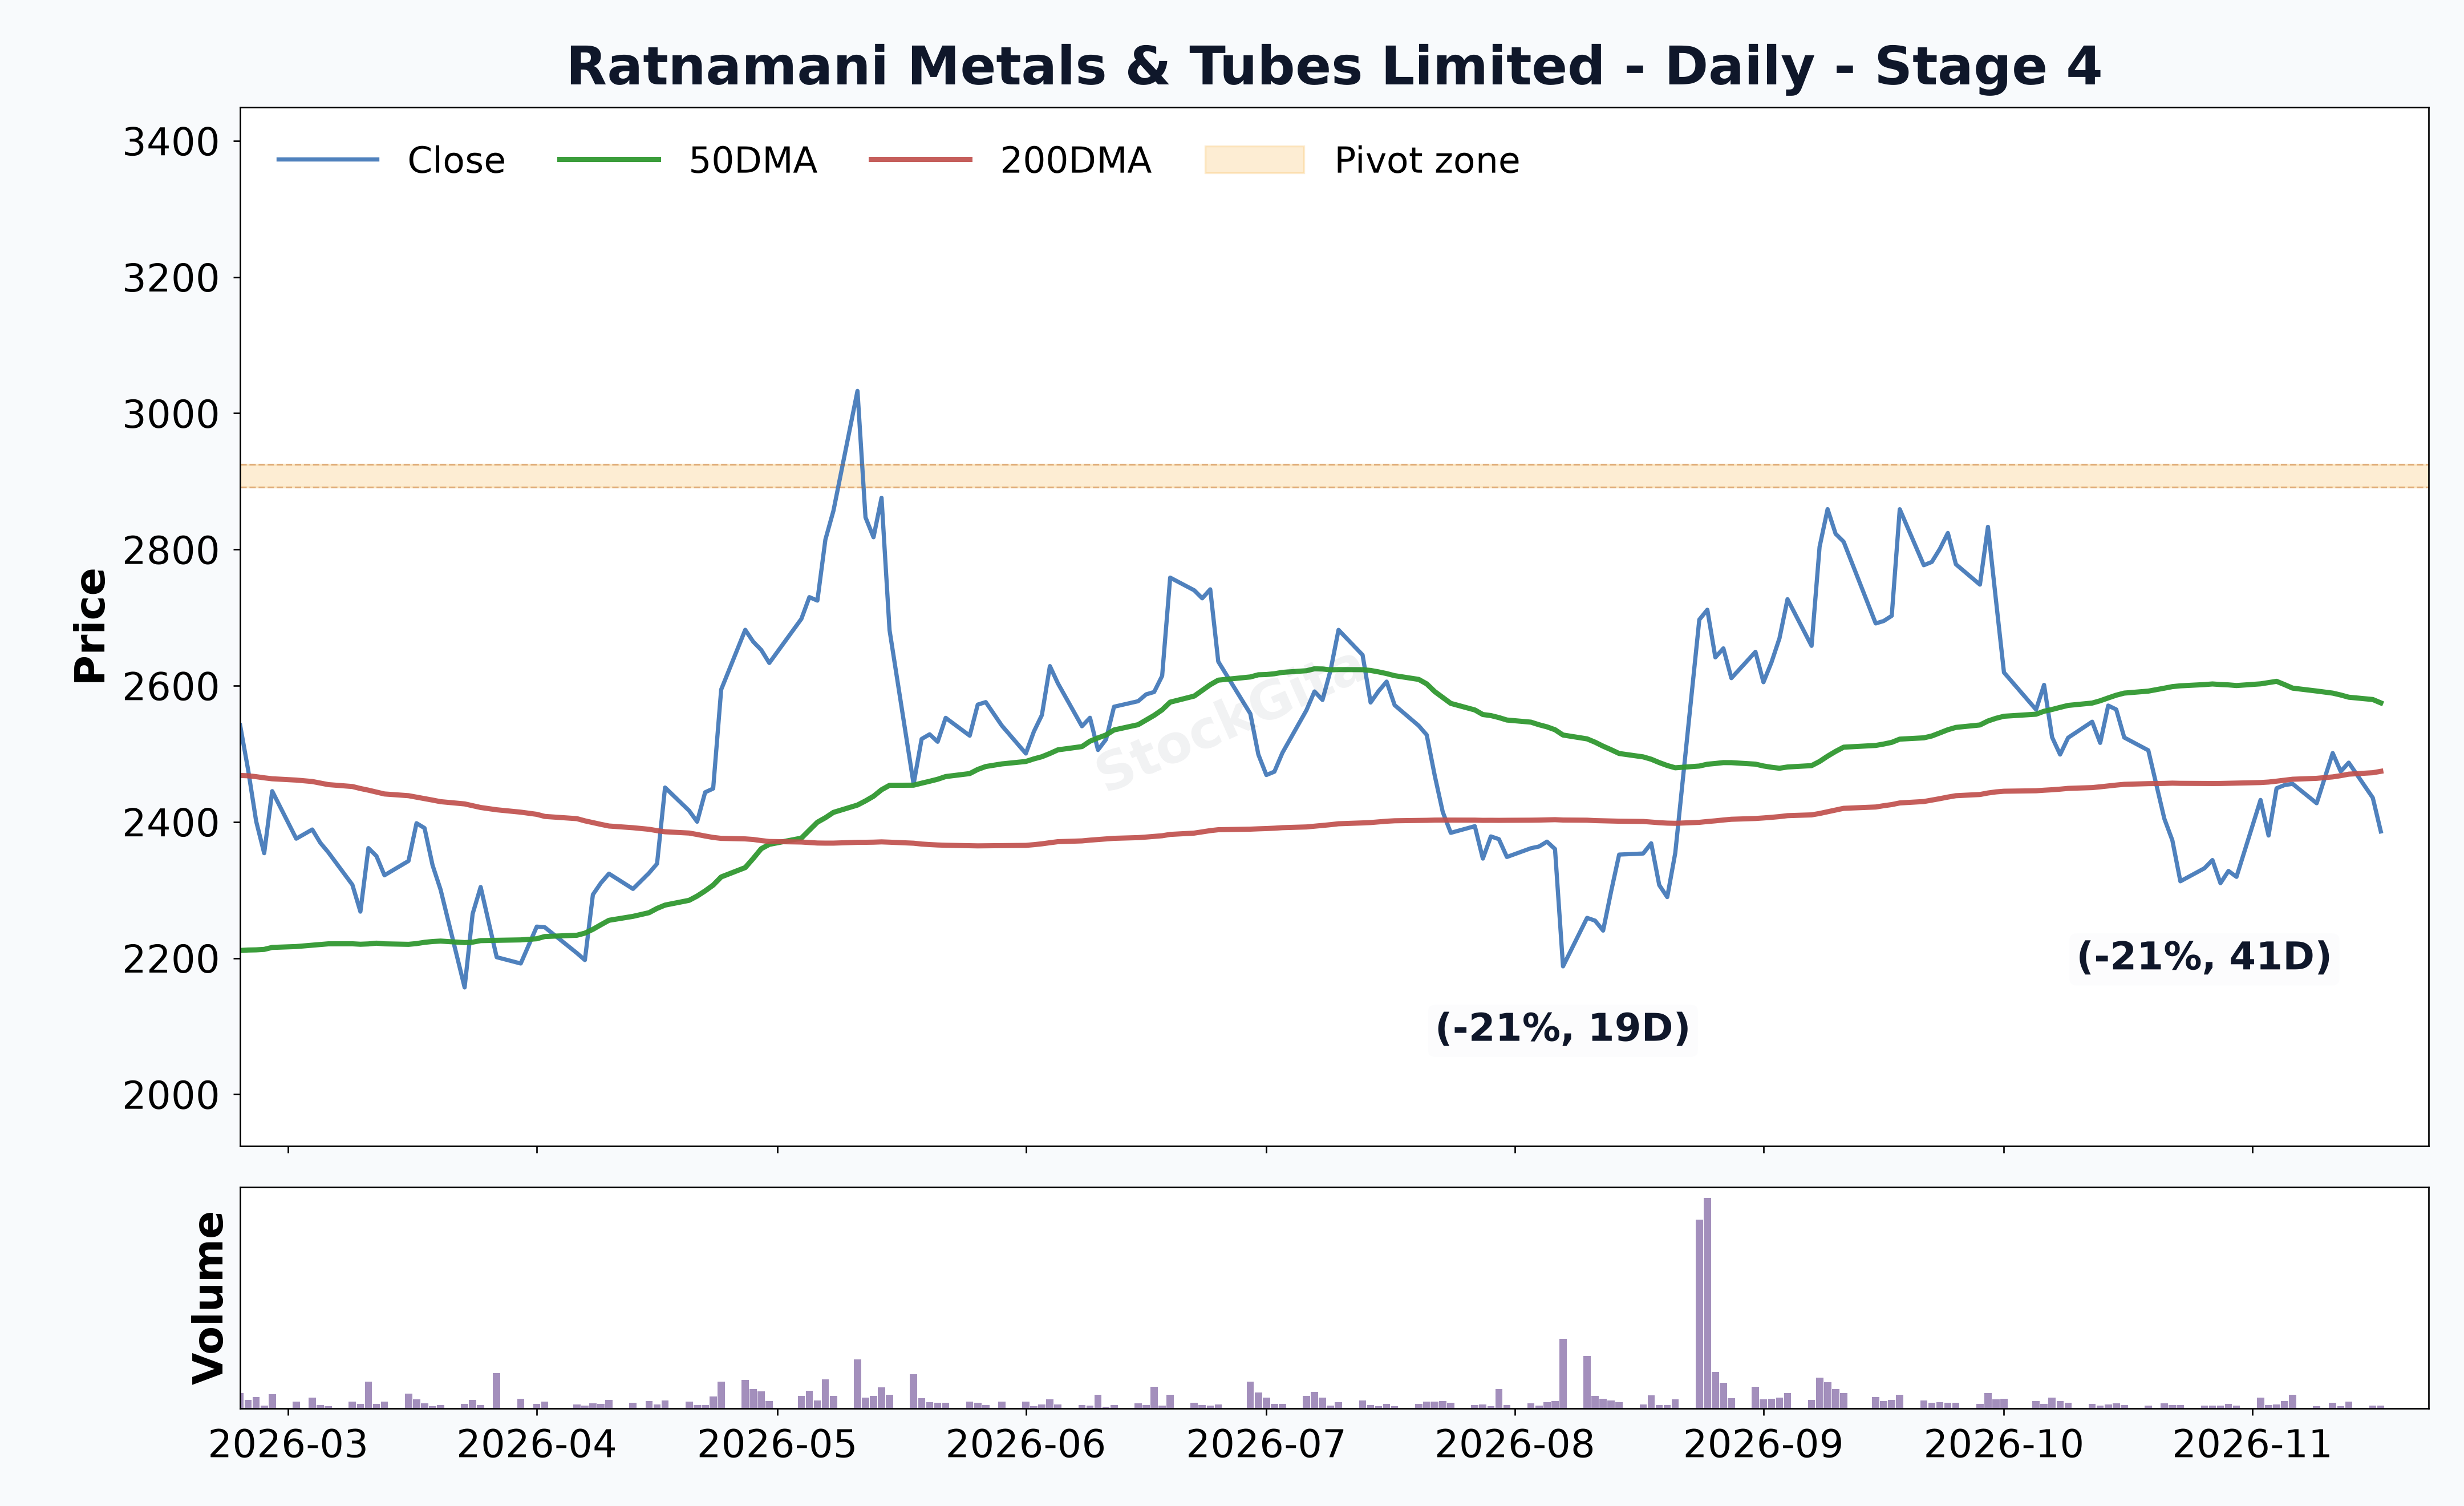 Ratnamani Metals & Tubes Limited - Daily - Stage 4
Close 50DMA 200DMA Pivot zone
3400
3200
3000
2800
2600
2400
2200
2000
Price
StockGita
(-21%, 19D)
(-21%, 41D)
Volume
2026-03 2026-04 2026-05 2026-06 2026-07 2026-08 2026-09 2026-10 2026-11